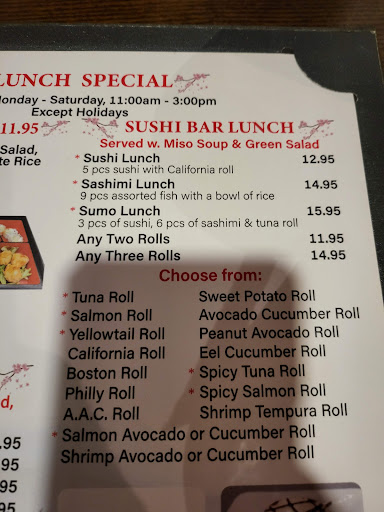 LUNCH SPECIAL
Monday - Saturday, 11:00am - 3:00pm
Except Holidays
11.95
Salad,
Rice
SUSHI BAR LUNCH
Served w. Miso Soup & Green Salad
* Sushi Lunch 12.95
5 pcs sushi with California roll
* Sashimi Lunch 14.95
9 pcs assorted fish with a bowl of rice
* Sumo Lunch 15.95
3 pcs of sushi, 6 pcs of sashimi & tuna roll
Any Two Rolls 11.95
Any Three Rolls 14.95
Choose from:
* Tuna Roll
* Salmon Roll
* Yellowtail Roll
California Roll
Boston Roll
Philly Roll
A.A.C. Roll
Sweet Potato Roll
Avocado Cucumber Roll
Peanut Avocado Roll
Eel Cucumber Roll
* Spicy Tuna Roll
* Spicy Salmon Roll
Shrimp Tempura Roll
* Salmon Avocado or Cucumber Roll
Shrimp Avocado or Cucumber Roll
.95
.95
.95